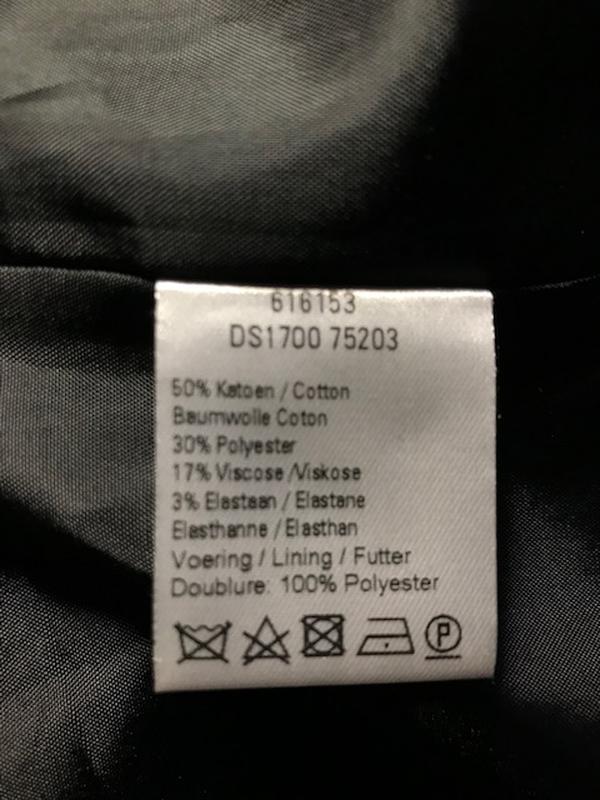 616153
DS1700 75203
50% Katoen / Cotton
Baumwolle Coton
30% Polyester
17% Viscose /Viskose
3% Elastaan / Elastane
Elasthanne / Elasthan
Voering / Lining / Futter
Doublure: 100% Polyester
P